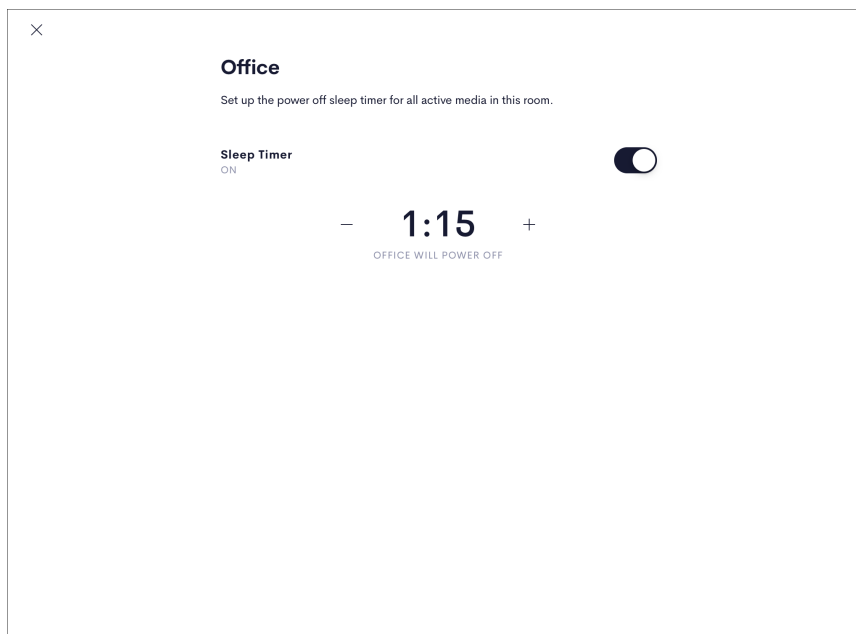 Office
Set up the power off sleep timer for all active media in this room.
Sleep Timer
ON
1:15
OFFICE WILL POWER OFF